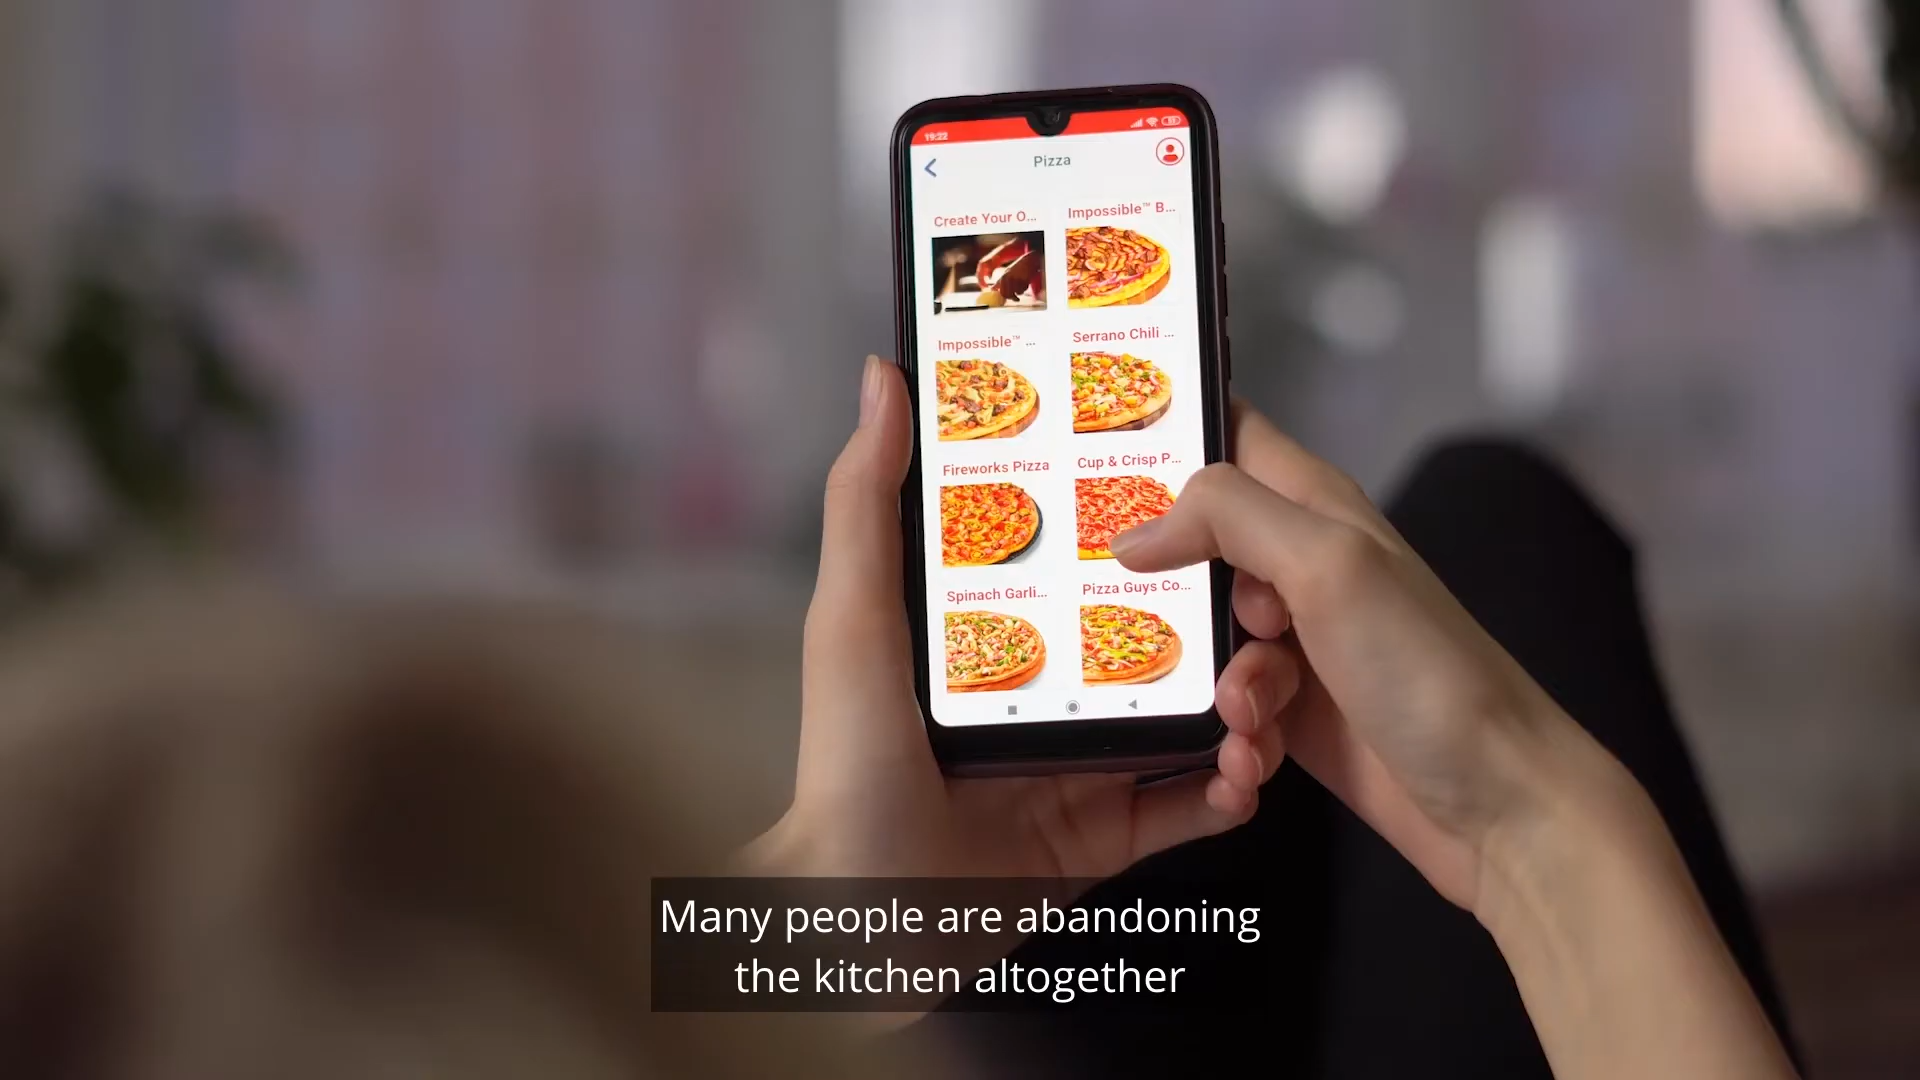 19:22
Pizza
Create Your O...
Impossible™ B...
Impossible™ ...
Serrano Chili ...
Fireworks Pizza
Cup & Crisp P...
Spinach Garli...
Pizza Guys Co...
Many people are abandoning
the kitchen altogether